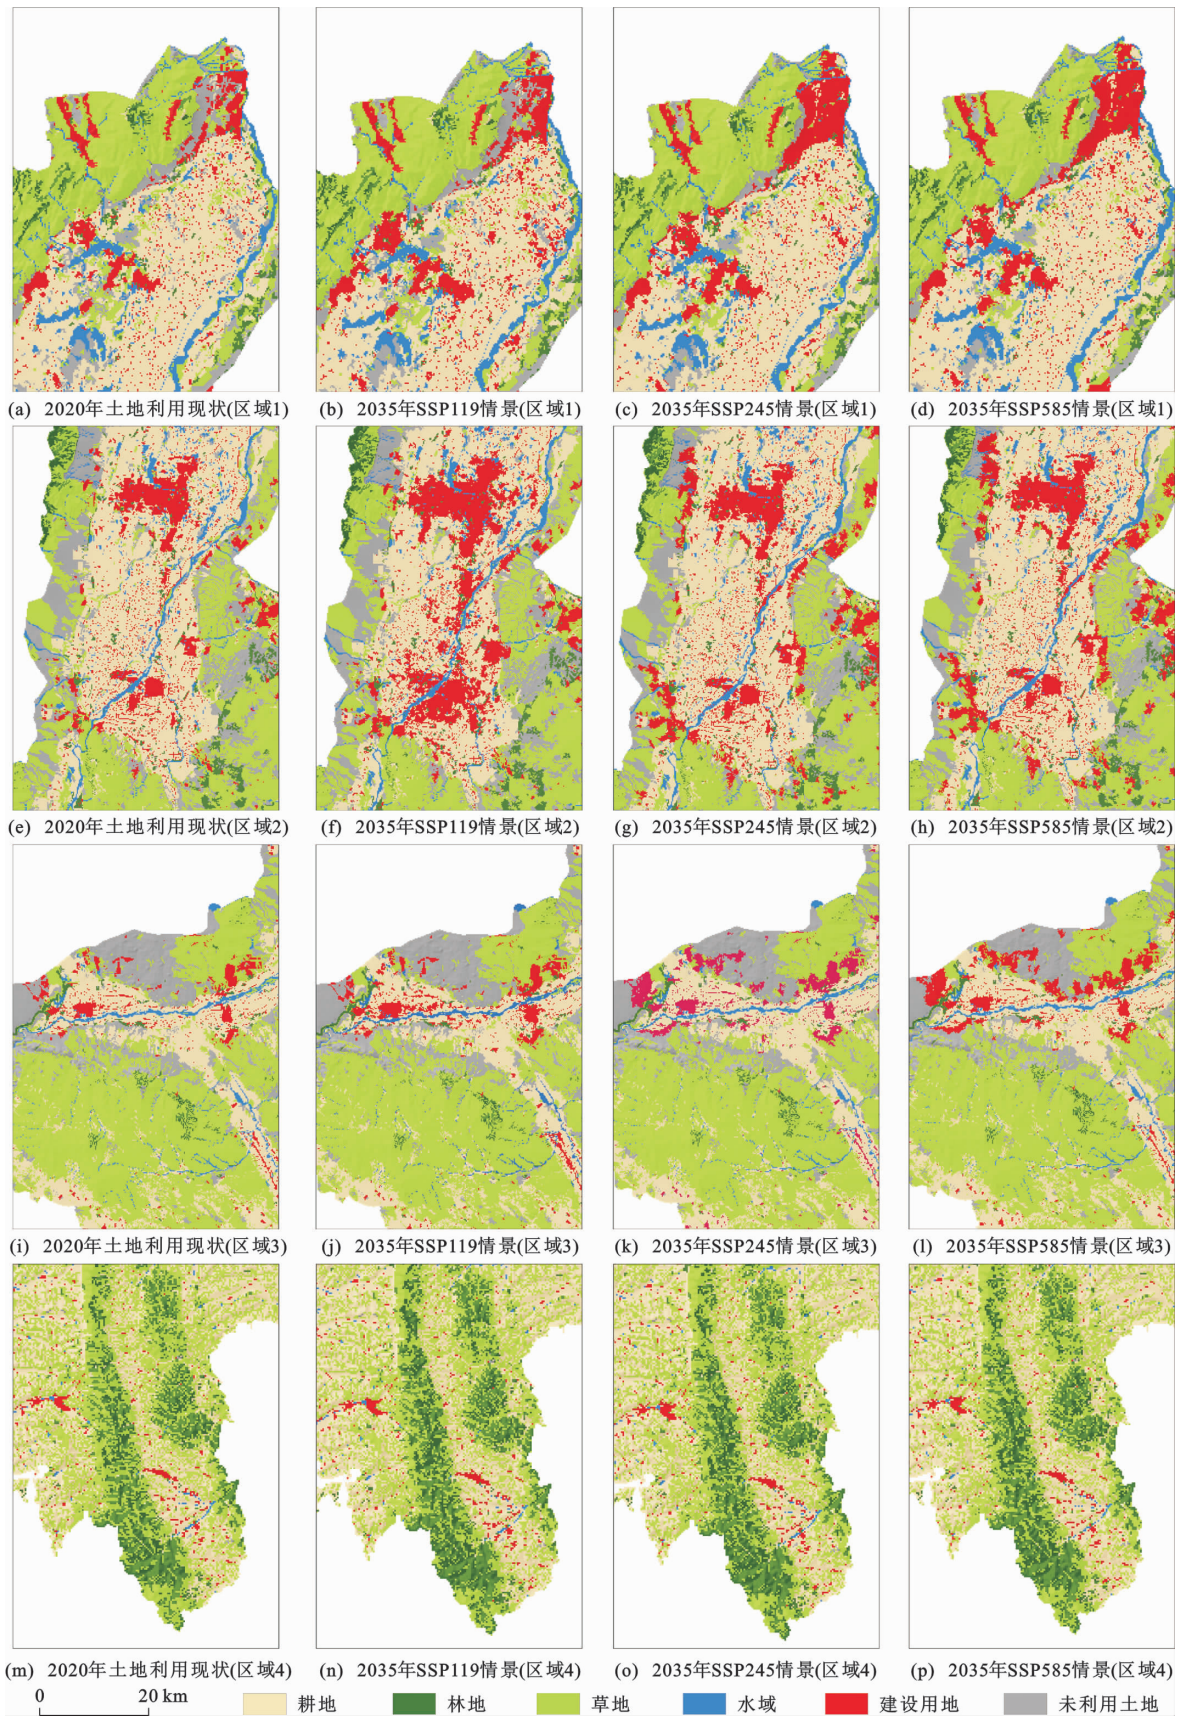 (a) 2020年土地利用现状(区域1) (b) 2035年SSP119情景(区域1) (c) 2035年SSP245情景(区域1) (d) 2035年SSP585情景(区域1)
(e) 2020年土地利用现状(区域2) (f) 2035年SSP119情景(区域2) (g) 2035年SSP245情景(区域2) (h) 2035年SSP585情景(区域2)
(i) 2020年土地利用现状(区域3) (j) 2035年SSP119情景(区域3) (k) 2035年SSP245情景(区域3) (l) 2035年SSP585情景(区域3)
(m) 2020年土地利用现状(区域4) (n) 2035年SSP119情景(区域4) (o) 2035年SSP245情景(区域4) (p) 2035年SSP585情景(区域4)
0 20 km 耕地 林地 草地 水域 建设用地 未利用土地